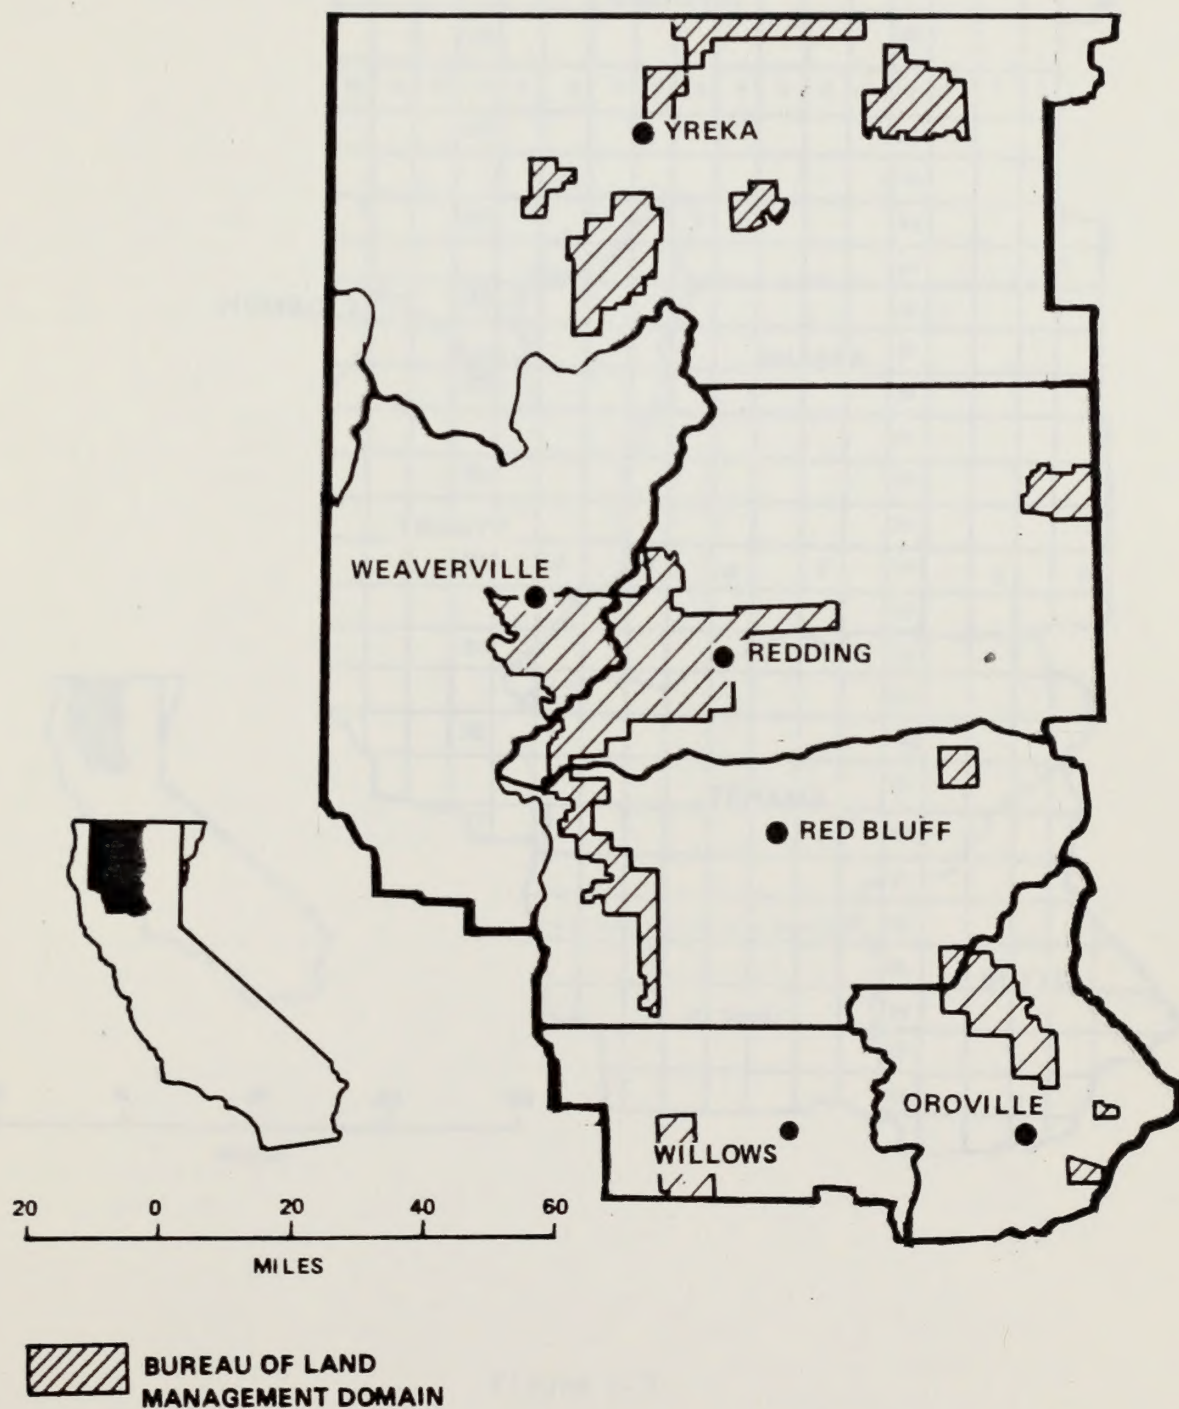 YREKA
WEAVERVILLE
REDDING
RED BLUFF
OROVILLE
WILLOWS
20 0 20 40 60
MILES
BUREAU OF LAND
MANAGEMENT DOMAIN